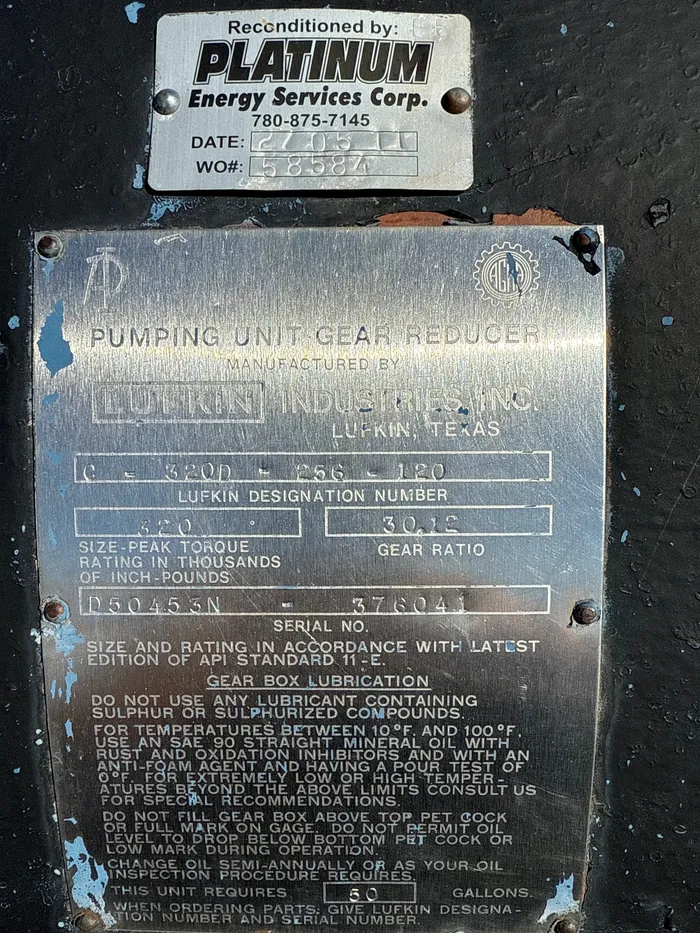 Reconditioned by:
PLATINUM
Energy Services Corp.
780-875-7145
DATE: 27 05 11
WO#: 58584
AGMA
PUMPING UNIT GEAR REDUCER
MANUFACTURED BY
LUFKIN INDUSTRIES, INC.
LUFKIN, TEXAS
C - 320D - 256 - 120
LUFKIN DESIGNATION NUMBER
320 30.12
SIZE-PEAK TORQUE GEAR RATIO
RATING IN THOUSANDS
OF INCH-POUNDS
D50453N - 376041
SERIAL NO.
SIZE AND RATING IN ACCORDANCE WITH LATEST
EDITION OF API STANDARD 11-E.
GEAR BOX LUBRICATION
DO NOT USE ANY LUBRICANT CONTAINING
SULPHUR OR SULPHURIZED COMPOUNDS.
FOR TEMPERATURES BETWEEN 10°F. AND 100°F.
USE AN SAE 90 STRAIGHT MINERAL OIL WITH
RUST AND OXIDATION INHIBITORS AND WITH AN
ANTI-FOAM AGENT AND HAVING A POUR TEST OF
0°F. FOR EXTREMELY LOW OR HIGH TEMPER-
ATURES BEYOND THE ABOVE LIMITS CONSULT US
FOR SPECIAL RECOMMENDATIONS.
DO NOT FILL GEAR BOX ABOVE TOP PET COCK
OR FULL MARK ON GAGE. DO NOT PERMIT OIL
LEVEL TO DROP BELOW BOTTOM PET COCK OR
LOW MARK DURING OPERATION.
CHANGE OIL SEMI-ANNUALLY OR AS YOUR OIL
INSPECTION PROCEDURE REQUIRES.
THIS UNIT REQUIRES 50 GALLONS.
WHEN ORDERING PARTS, GIVE LUFKIN DESIGNA-
TION NUMBER AND SERIAL NUMBER.